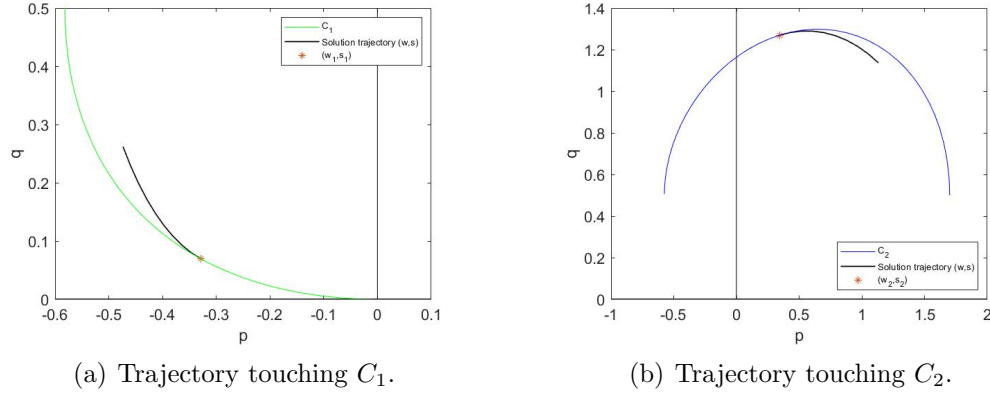 0.5
0.4
0.3
0.2
0.1
0
q
-0.6
-0.5
-0.4
-0.3
-0.2
-0.1
0
0.1
p
C1
Solution trajectory (w,s)
(w1,s1)
(a) Trajectory touching C1.
1.4
1.2
1
0.8
0.6
0.4
0.2
0
q
-1
-0.5
0
0.5
1
1.5
2
p
C2
Solution trajectory (w,s)
(w2,s2)
(b) Trajectory touching C2.